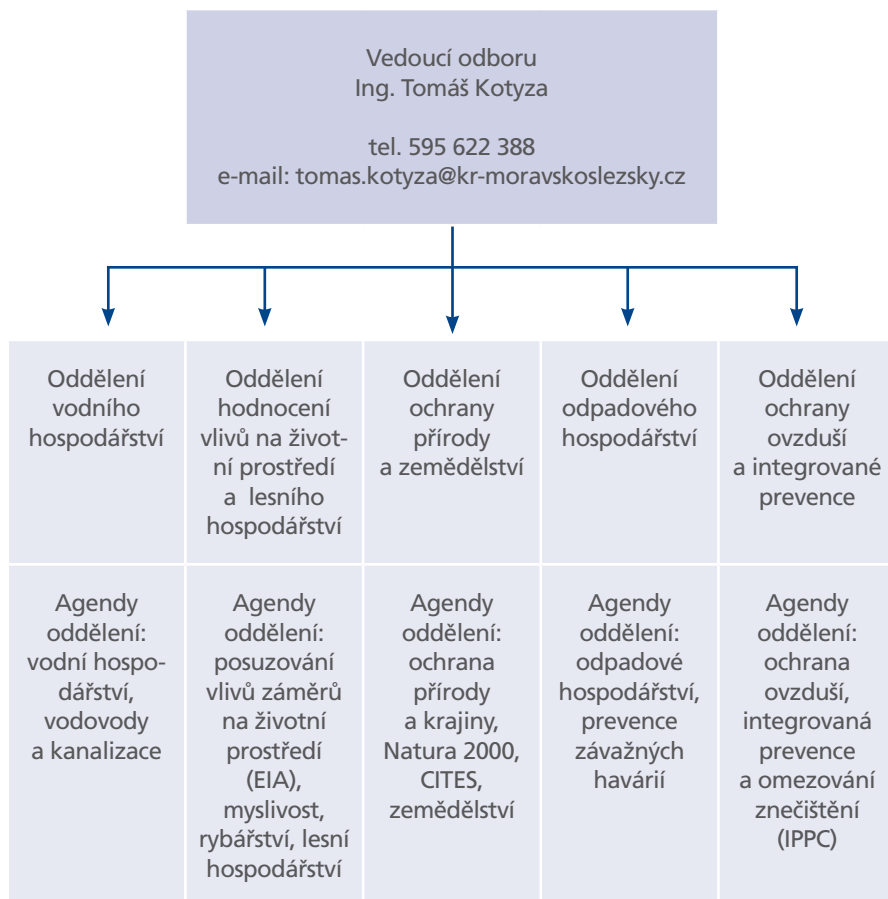 Vedoucí odboru
Ing. Tomáš Kotyza
tel. 595 622 388
e-mail: tomas.kotyza@kr-moravskoslezsky.cz
Oddělení
vodního
hospodářství
Oddělení
hodnocení
vlivů na život-
ní prostředí
a lesního
hospodářství
Oddělení
ochrany
přírody
a zemědělství
Oddělení
odpadového
hospodářství
Oddělení
ochrany
ovzduší
a integrované
prevence
Agendy
oddělení:
vodní hospo-
dářství,
vodovody
a kanalizace
Agendy
oddělení:
posuzování
vlivů záměrů
na životní
prostředí
(EIA),
myslivost,
rybářství, lesní
hospodářství
Agendy
oddělení:
ochrana
přírody
a krajiny,
Natura 2000,
CITES,
zemědělství
Agendy
oddělení:
odpadové
hospodářství,
prevence
závažných
havárií
Agendy
oddělení:
ochrana
ovzduší,
integrovaná
prevence
a omezování
znečištění
(IPPC)